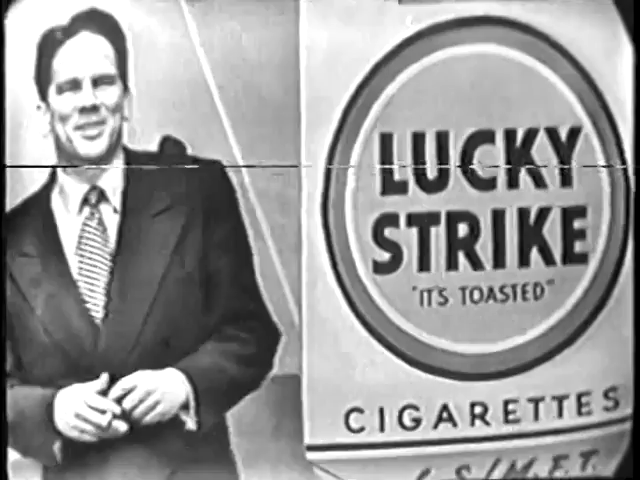 LUCKY
STRIKE
"IT'S TOASTED"
CIGARETTES
L.S./M.F.T.